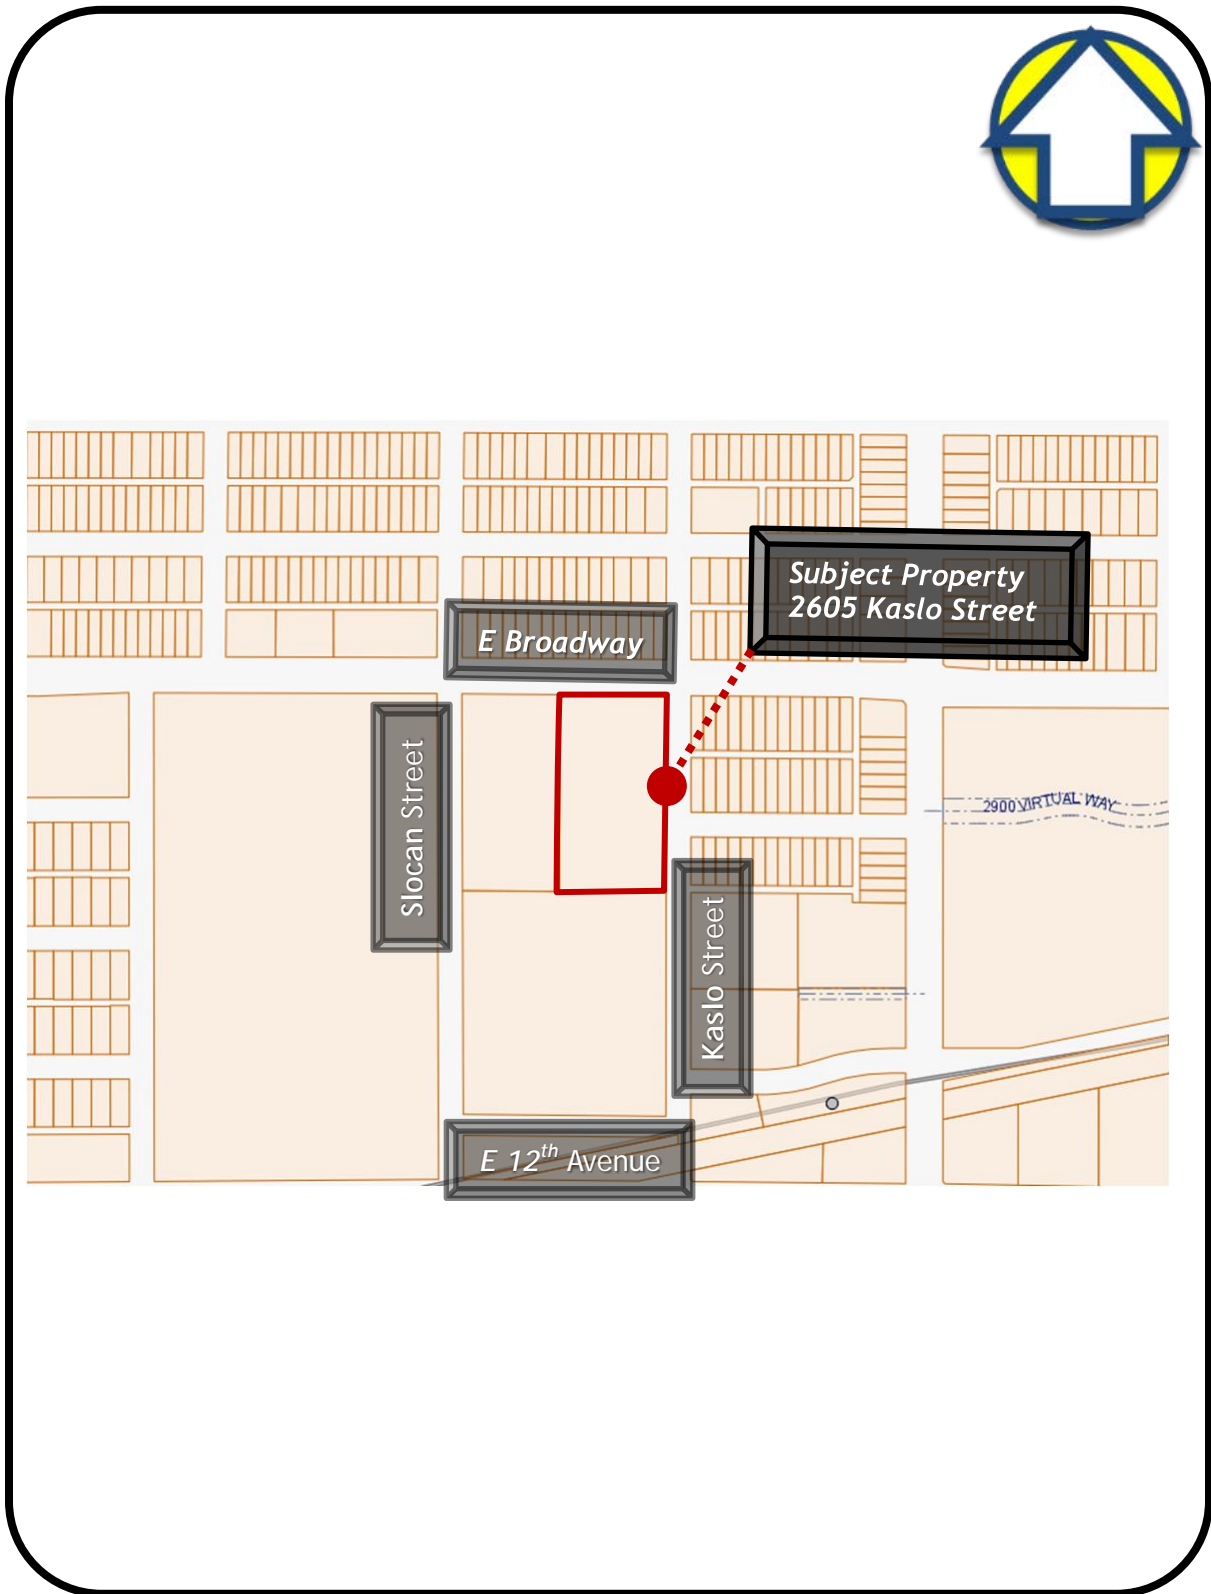 Subject Property
2605 Kaslo Street
E Broadway
Slocan Street
2900 VIRTUAL WAY
Kaslo Street
E 12th Avenue